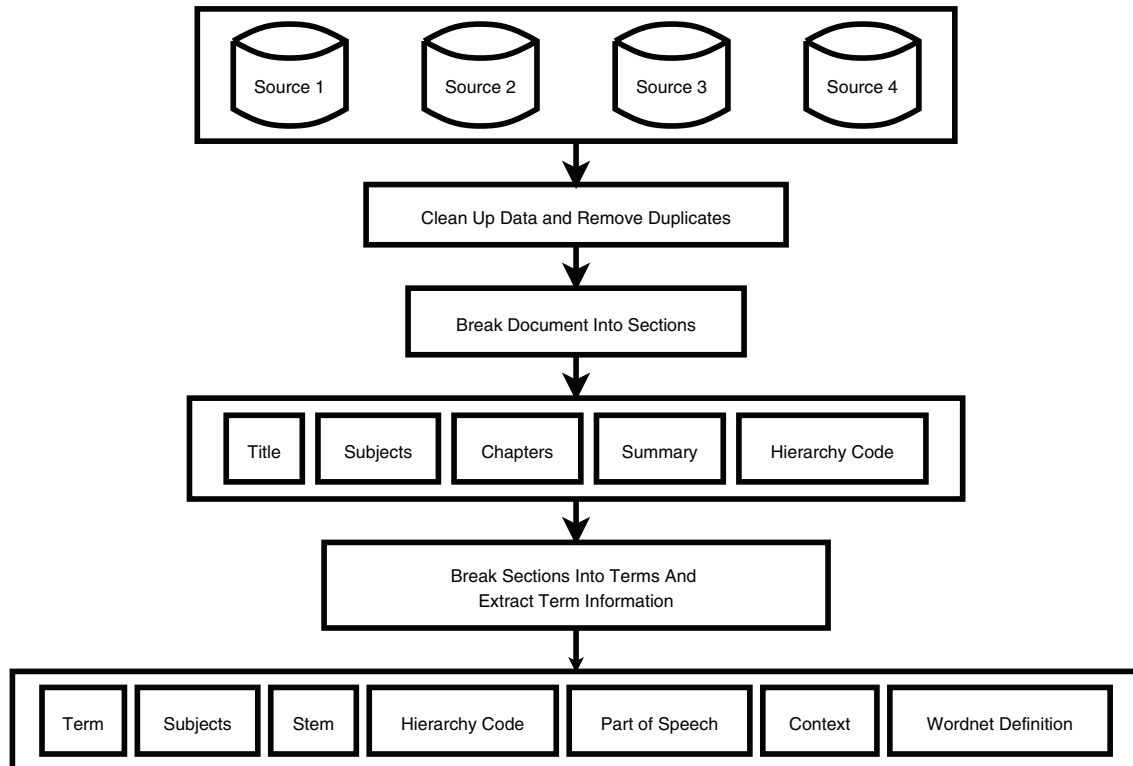 Source 1
Source 2
Source 3
Source 4
Clean Up Data and Remove Duplicates
Break Document Into Sections
Title
Subjects
Chapters
Summary
Hierarchy Code
Break Sections Into Terms And
Extract Term Information
Term
Subjects
Stem
Hierarchy Code
Part of Speech
Context
Wordnet Definition